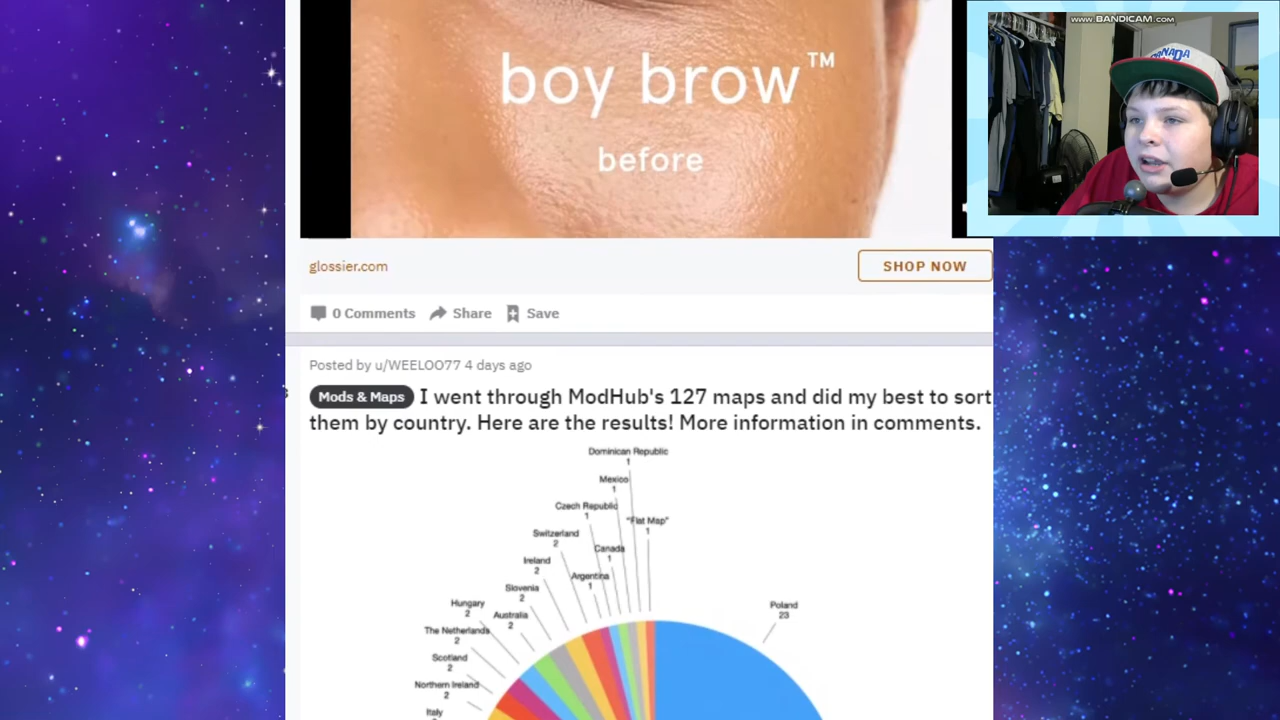 www.BANDICAM.com
CANADA
boy brow™
before
glossier.com
SHOP NOW
0 Comments Share Save
Posted by u/WEELOO77 4 days ago
Mods & Maps I went through ModHub's 127 maps and did my best to sort
them by country. Here are the results! More information in comments.
Dominican Republic
1
Mexico
1
Czech Republic
1
"Flat Map"
1
Switzerland
2
Canada
1
Ireland
2
Argentina
1
Slovenia
2
Hungary
2
Australia
2
Poland
23
The Netherlands
2
Scotland
2
Northern Ireland
2
Italy